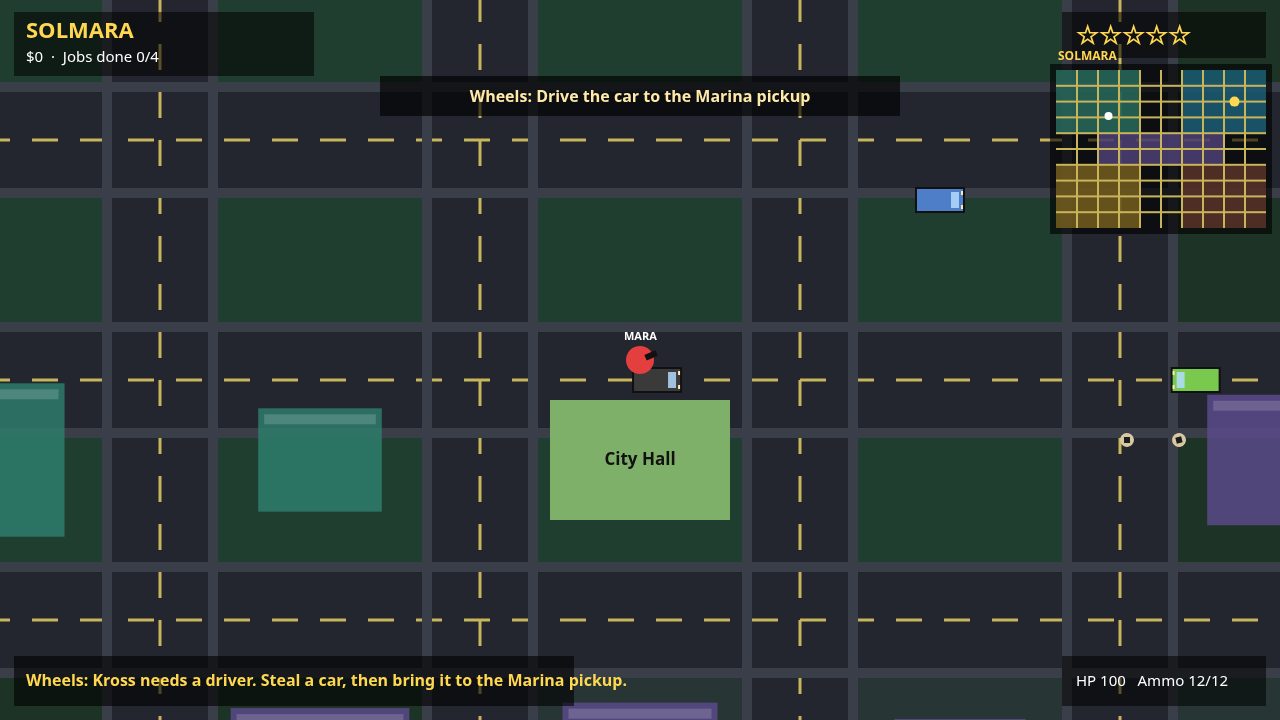 SOLMARA
$0 · Jobs done 0/4
☆☆☆☆☆
SOLMARA
Wheels: Drive the car to the Marina pickup
MARA
City Hall
Wheels: Kross needs a driver. Steal a car, then bring it to the Marina pickup.
HP 100 Ammo 12/12